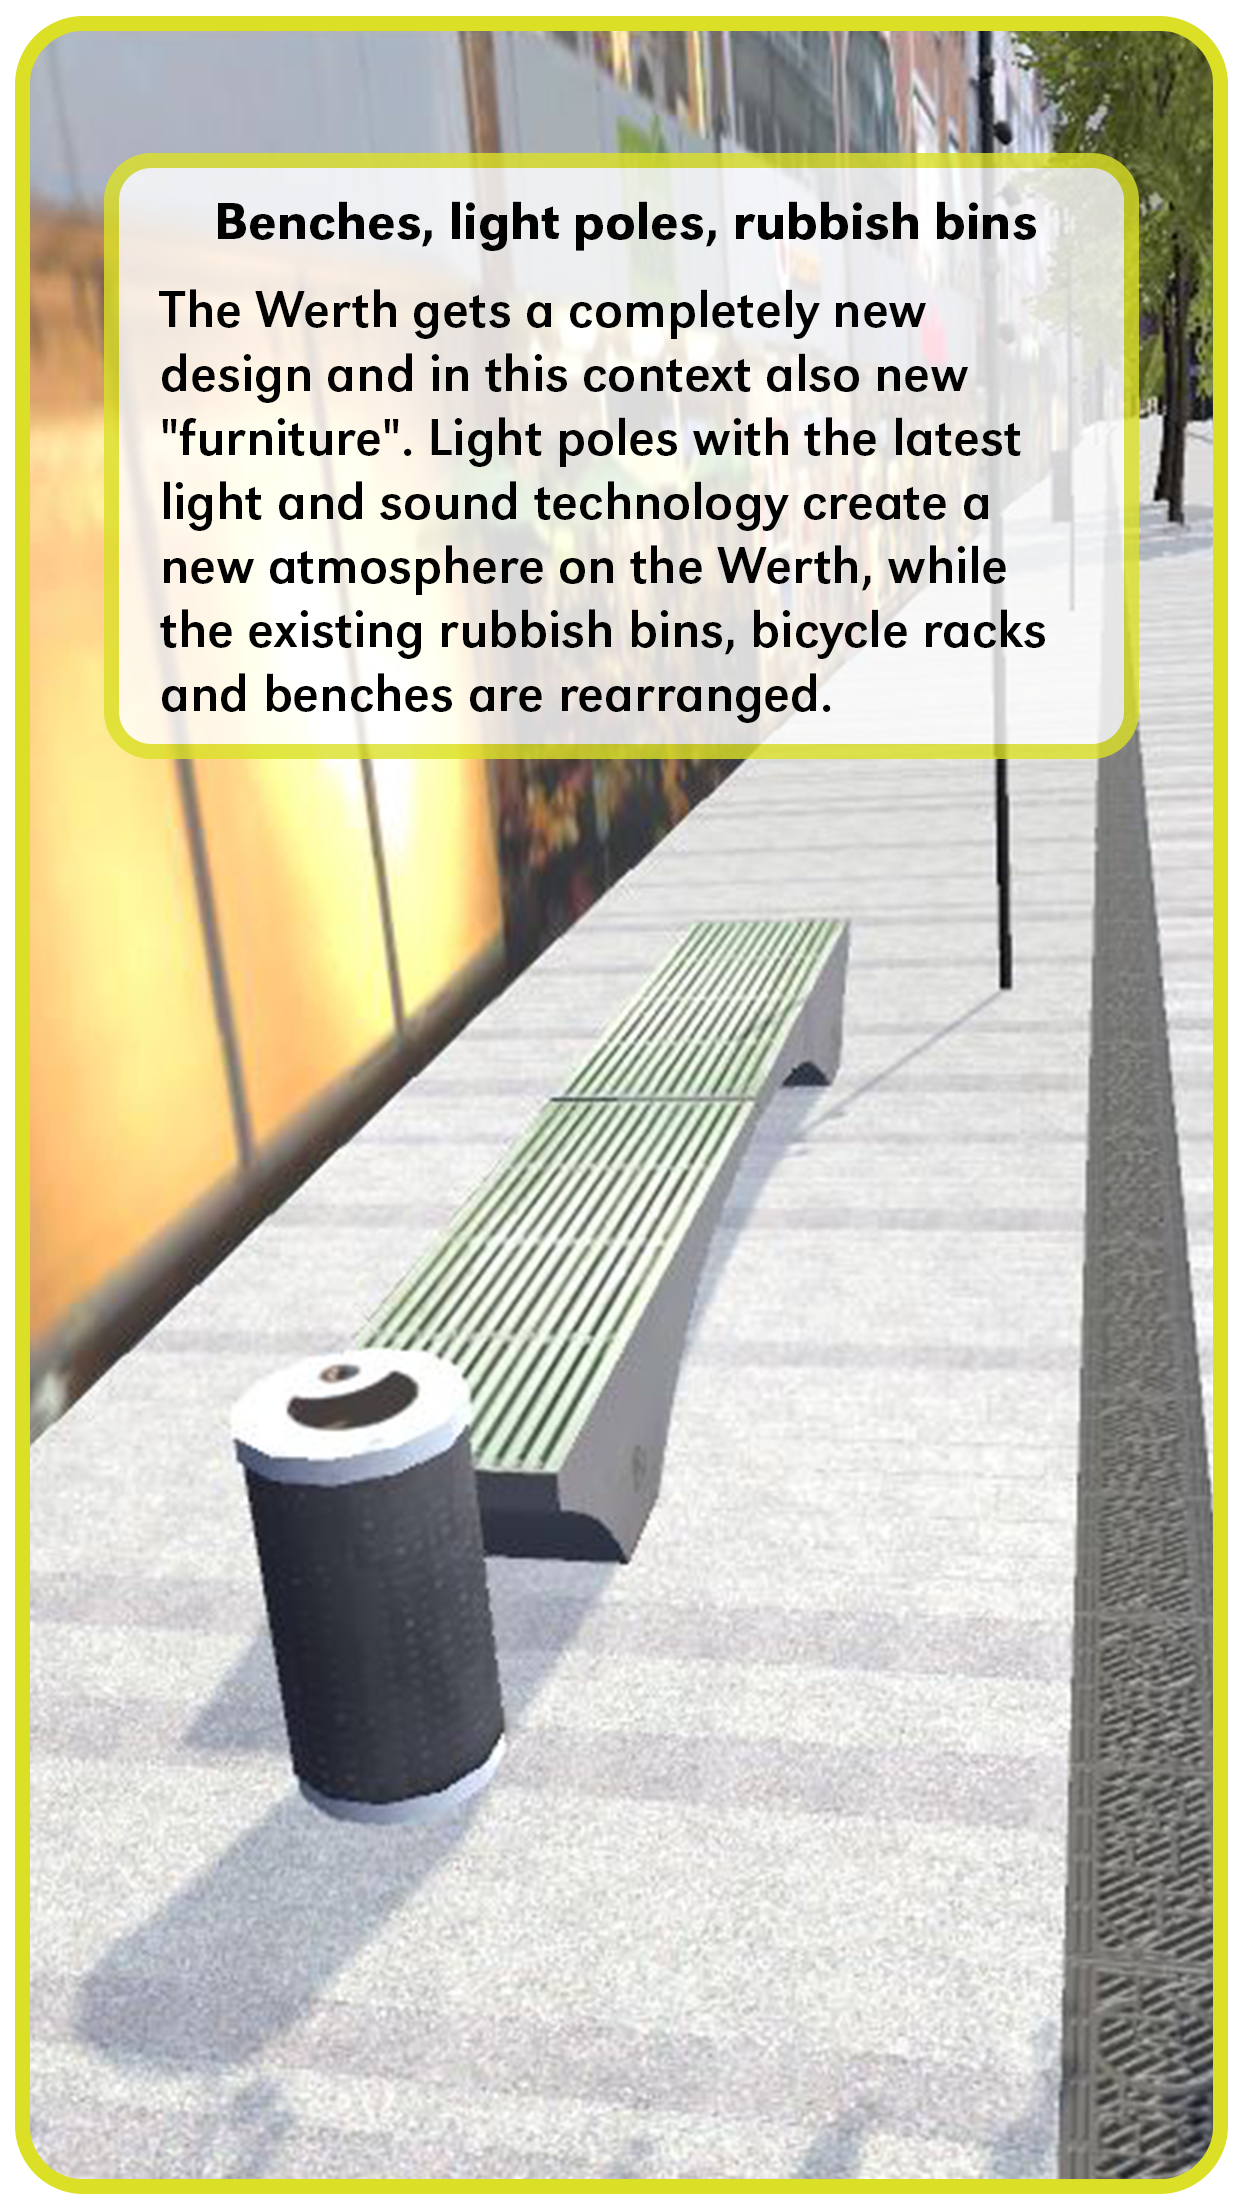 Benches, light poles, rubbish bins
The Werth gets a completely new
design and in this context also new
"furniture". Light poles with the latest
light and sound technology create a
new atmosphere on the Werth, while
the existing rubbish bins, bicycle racks
and benches are rearranged.